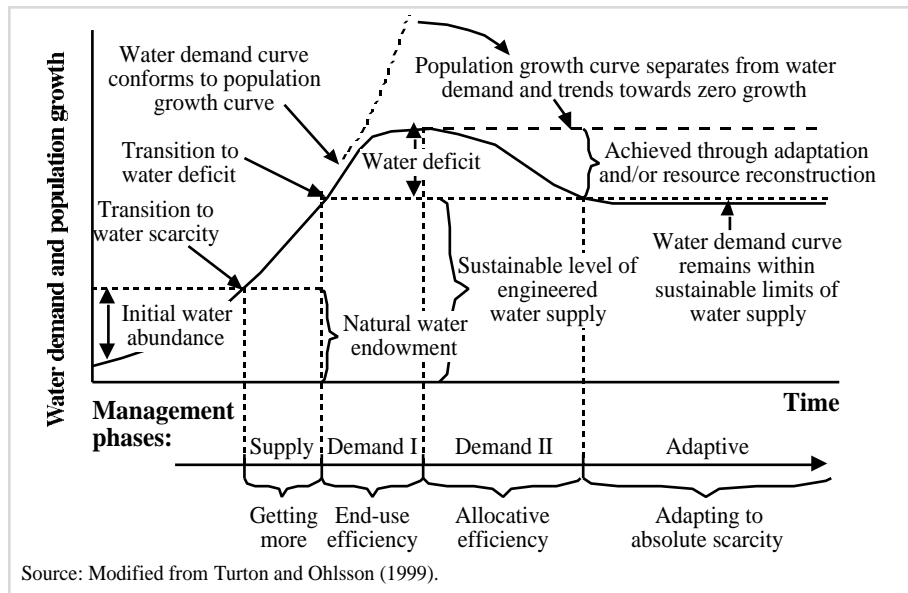 Water demand and population growth
Water demand curve
conforms to population
growth curve
Population growth curve separates from water
demand and trends towards zero growth
Transition to
water deficit
Water deficit
Achieved through adaptation
and/or resource reconstruction
Transition to
water scarcity
Initial water
abundance
Natural water
endowment
Sustainable level of
engineered
water supply
Water demand curve
remains within
sustainable limits of
water supply
Time
Management
phases:
Supply
Demand I
Demand II
Adaptive
Getting
more
End-use
efficiency
Allocative
efficiency
Adapting to
absolute scarcity
Source: Modified from Turton and Ohlsson (1999).